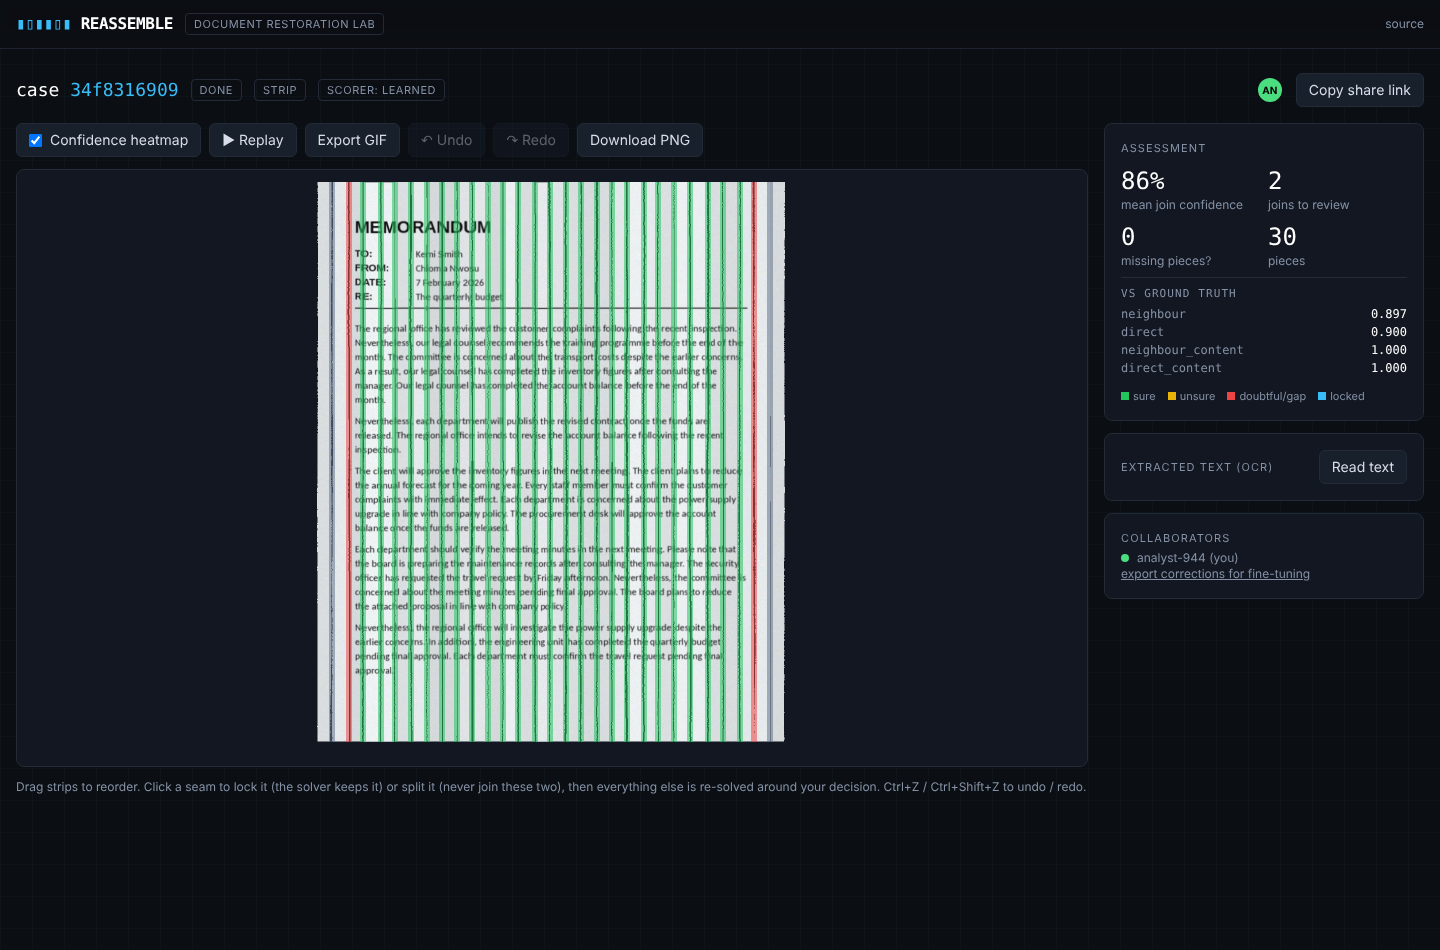 REASSEMBLE DOCUMENT RESTORATION LAB source
case 34f8316909 DONE STRIP SCORER: LEARNED AN Copy share link
Confidence heatmap ▶ Replay Export GIF ↶ Undo ↷ Redo Download PNG
MEMORANDUM
TO: Kemi Smith
FROM: Chioma Nwosu
DATE: 7 February 2026
RE: The quarterly budget
The regional office has reviewed the customer complaints following the recent inspection.
Nevertheless, our legal counsel recommends the training programme before the end of the
month. The committee is concerned about the transport costs despite the earlier concerns.
As a result, our legal counsel has completed the inventory figures after consulting the
manager. Our legal counsel has completed the account balance before the end of the
month.
Nevertheless, each department will publish the revised contract once the funds are
released. The regional office intends to revise the account balance following the recent
inspection.
The client will approve the inventory figures in the next meeting. The client plans to reduce
the annual forecast for the coming year. Every staff member must confirm the customer
complaints with immediate effect. Each department is concerned about the power supply
upgrade in line with company policy. The procurement desk will approve the account
balance once the funds are released.
Each department should verify the meeting minutes in the next meeting. Please note that
the board is preparing the maintenance records after consulting the manager. The security
officer has requested the travel request by Friday afternoon. Nevertheless, the committee is
concerned about the meeting minutes pending final approval. The board plans to reduce
the attached proposal in line with company policy.
Nevertheless, the regional office will investigate the power supply upgrade despite the
earlier concerns. In addition, the engineering unit has completed the quarterly budget
pending final approval. Each department must confirm the travel request pending final
approval.
Drag strips to reorder. Click a seam to lock it (the solver keeps it) or split it (never join these two), then everything else is re-solved around your decision. Ctrl+Z / Ctrl+Shift+Z to undo / redo.
ASSESSMENT
86% 2
mean join confidence joins to review
0 30
missing pieces? pieces
VS GROUND TRUTH
neighbour 0.897
direct 0.900
neighbour_content 1.000
direct_content 1.000
sure unsure doubtful/gap locked
EXTRACTED TEXT (OCR) Read text
COLLABORATORS
analyst-944 (you)
export corrections for fine-tuning